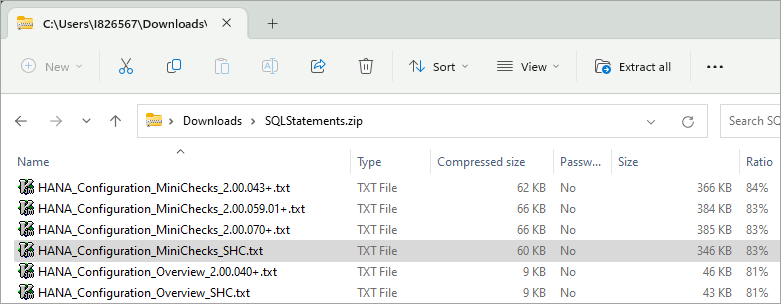 C:\Users\I826567\Downloads\
New
Sort
View
Extract all
Downloads
SQLStatements.zip
Search SQ
Name Type Compressed size Passw... Size Ratio
HANA_Configuration_MiniChecks_2.00.043+.txt TXT File 62 KB No 366 KB 84%
HANA_Configuration_MiniChecks_2.00.059.01+.txt TXT File 66 KB No 384 KB 83%
HANA_Configuration_MiniChecks_2.00.070+.txt TXT File 66 KB No 385 KB 83%
HANA_Configuration_MiniChecks_SHC.txt TXT File 60 KB No 346 KB 83%
HANA_Configuration_Overview_2.00.040+.txt TXT File 9 KB No 46 KB 81%
HANA_Configuration_Overview_SHC.txt TXT File 9 KB No 43 KB 81%